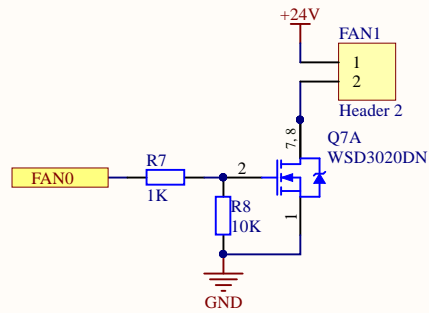 +24V
FAN1
1
2
Header 2
7, 8
Q7A
WSD3020DN
R7
2
FAN0
1K
R8
10K
1
GND